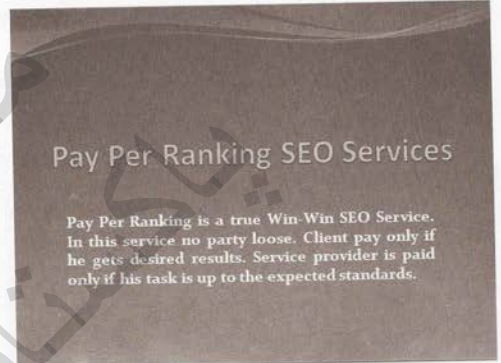 Pay Per Ranking SEO Services
Pay Per Ranking is a true Win-Win SEO Service.
In this service no party loose. Client pay only if
he gets desired results. Service provider is paid
only if his task is up to the expected standards.